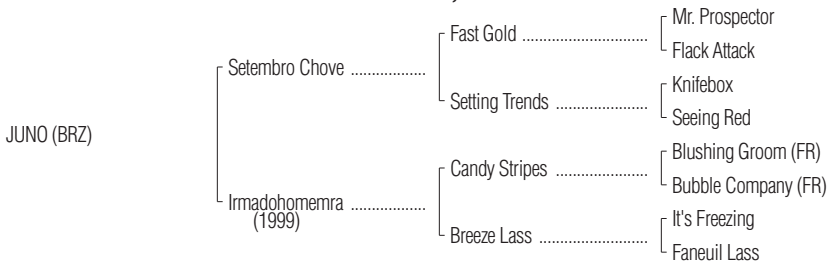 Mr. Prospector
Fast Gold ..............................
Flack Attack
Setembro Chove ..................
Knifebox
Setting Trends ......................
Seeing Red
JUNO (BRZ)
Blushing Groom (FR)
Candy Stripes ......................
Bubble Company (FR)
Irmadohomemra ..................
(1999)
It's Freezing
Breeze Lass ..........................
Faneuil Lass